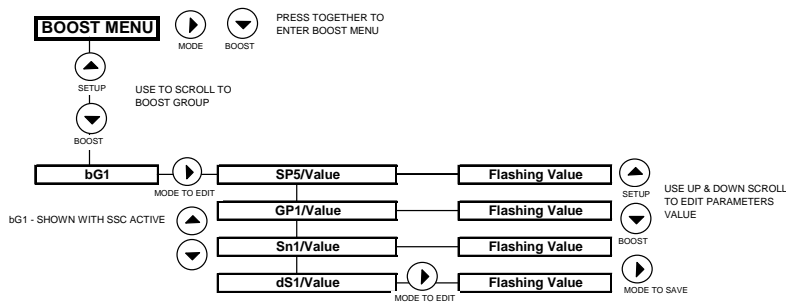 BOOST MENU
MODE
BOOST
PRESS TOGETHER TO
ENTER BOOST MENU
SETUP
USE TO SCROLL TO
BOOST GROUP
BOOST
bG1
MODE TO EDIT
SP5/Value
Flashing Value
SETUP
USE UP & DOWN SCROLL
TO EDIT PARAMETERS
VALUE
bG1 - SHOWN WITH SSC ACTIVE
GP1/Value
Flashing Value
BOOST
Sn1/Value
Flashing Value
dS1/Value
MODE TO EDIT
Flashing Value
MODE TO SAVE